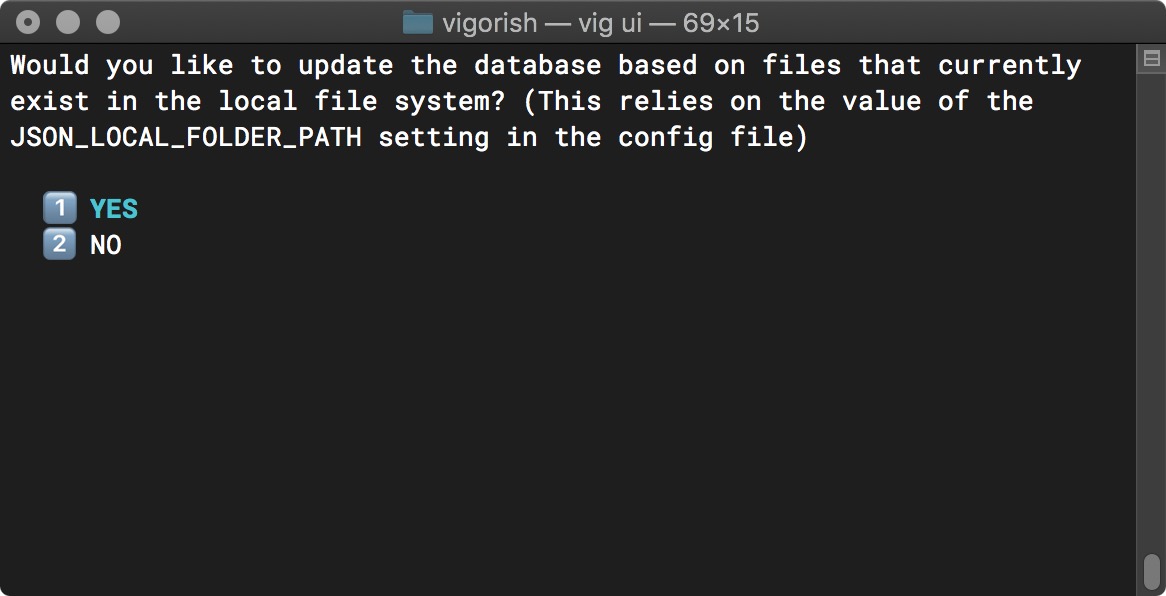 vigorish — vig ui — 69×15
Would you like to update the database based on files that currently
exist in the local file system? (This relies on the value of the
JSON_LOCAL_FOLDER_PATH setting in the config file)
1 YES
2 NO